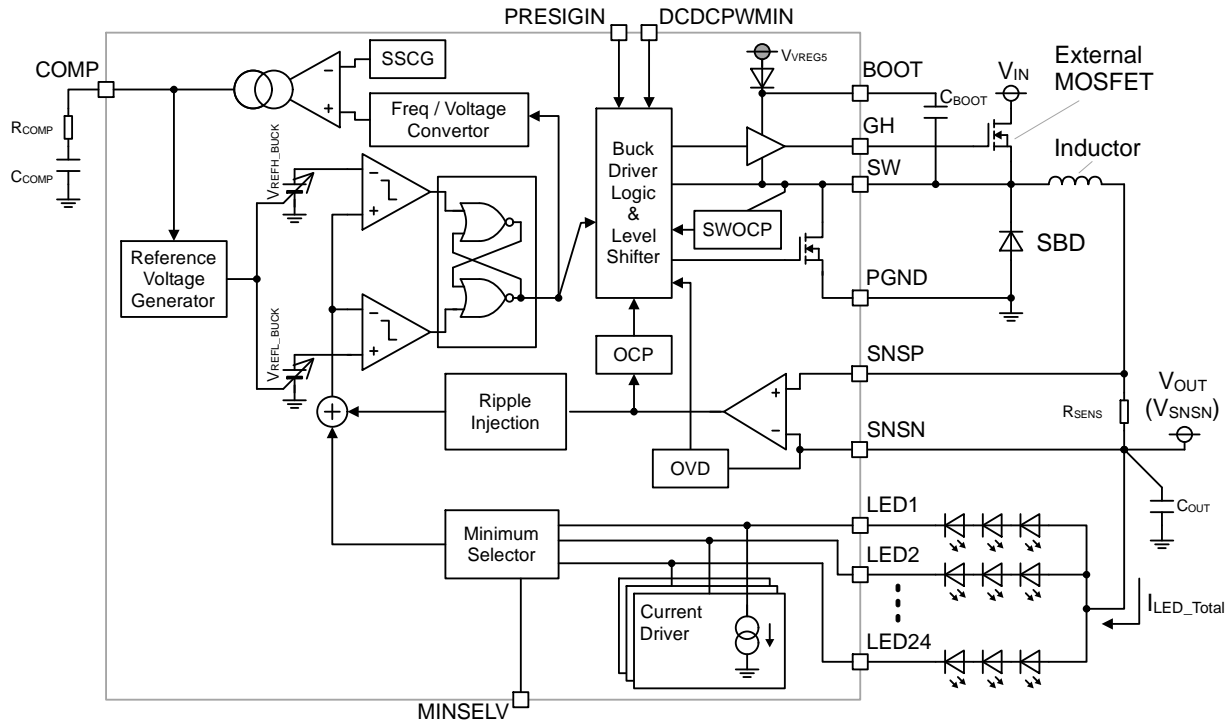 PRESIGIN
DCDCPWMIN
COMP
SSCG
VVREG5
BOOT
VIN
External
MOSFET
RCOMP
CCOMP
Freq / Voltage
Convertor
CBOOT
GH
Buck
Driver
Logic
&
Level
Shifter
Inductor
VREFH_BUCK
SW
SWOCP
SBD
Reference
Voltage
Generator
PGND
VREFL_BUCK
OCP
SNSP
VOUT
(VSNSN)
Ripple
Injection
RSENS
SNSN
OVD
COUT
LED1
Minimum
Selector
LED2
Current
Driver
ILED_Total
LED24
MINSELV
+
−
+
−
+
−
+
+
−